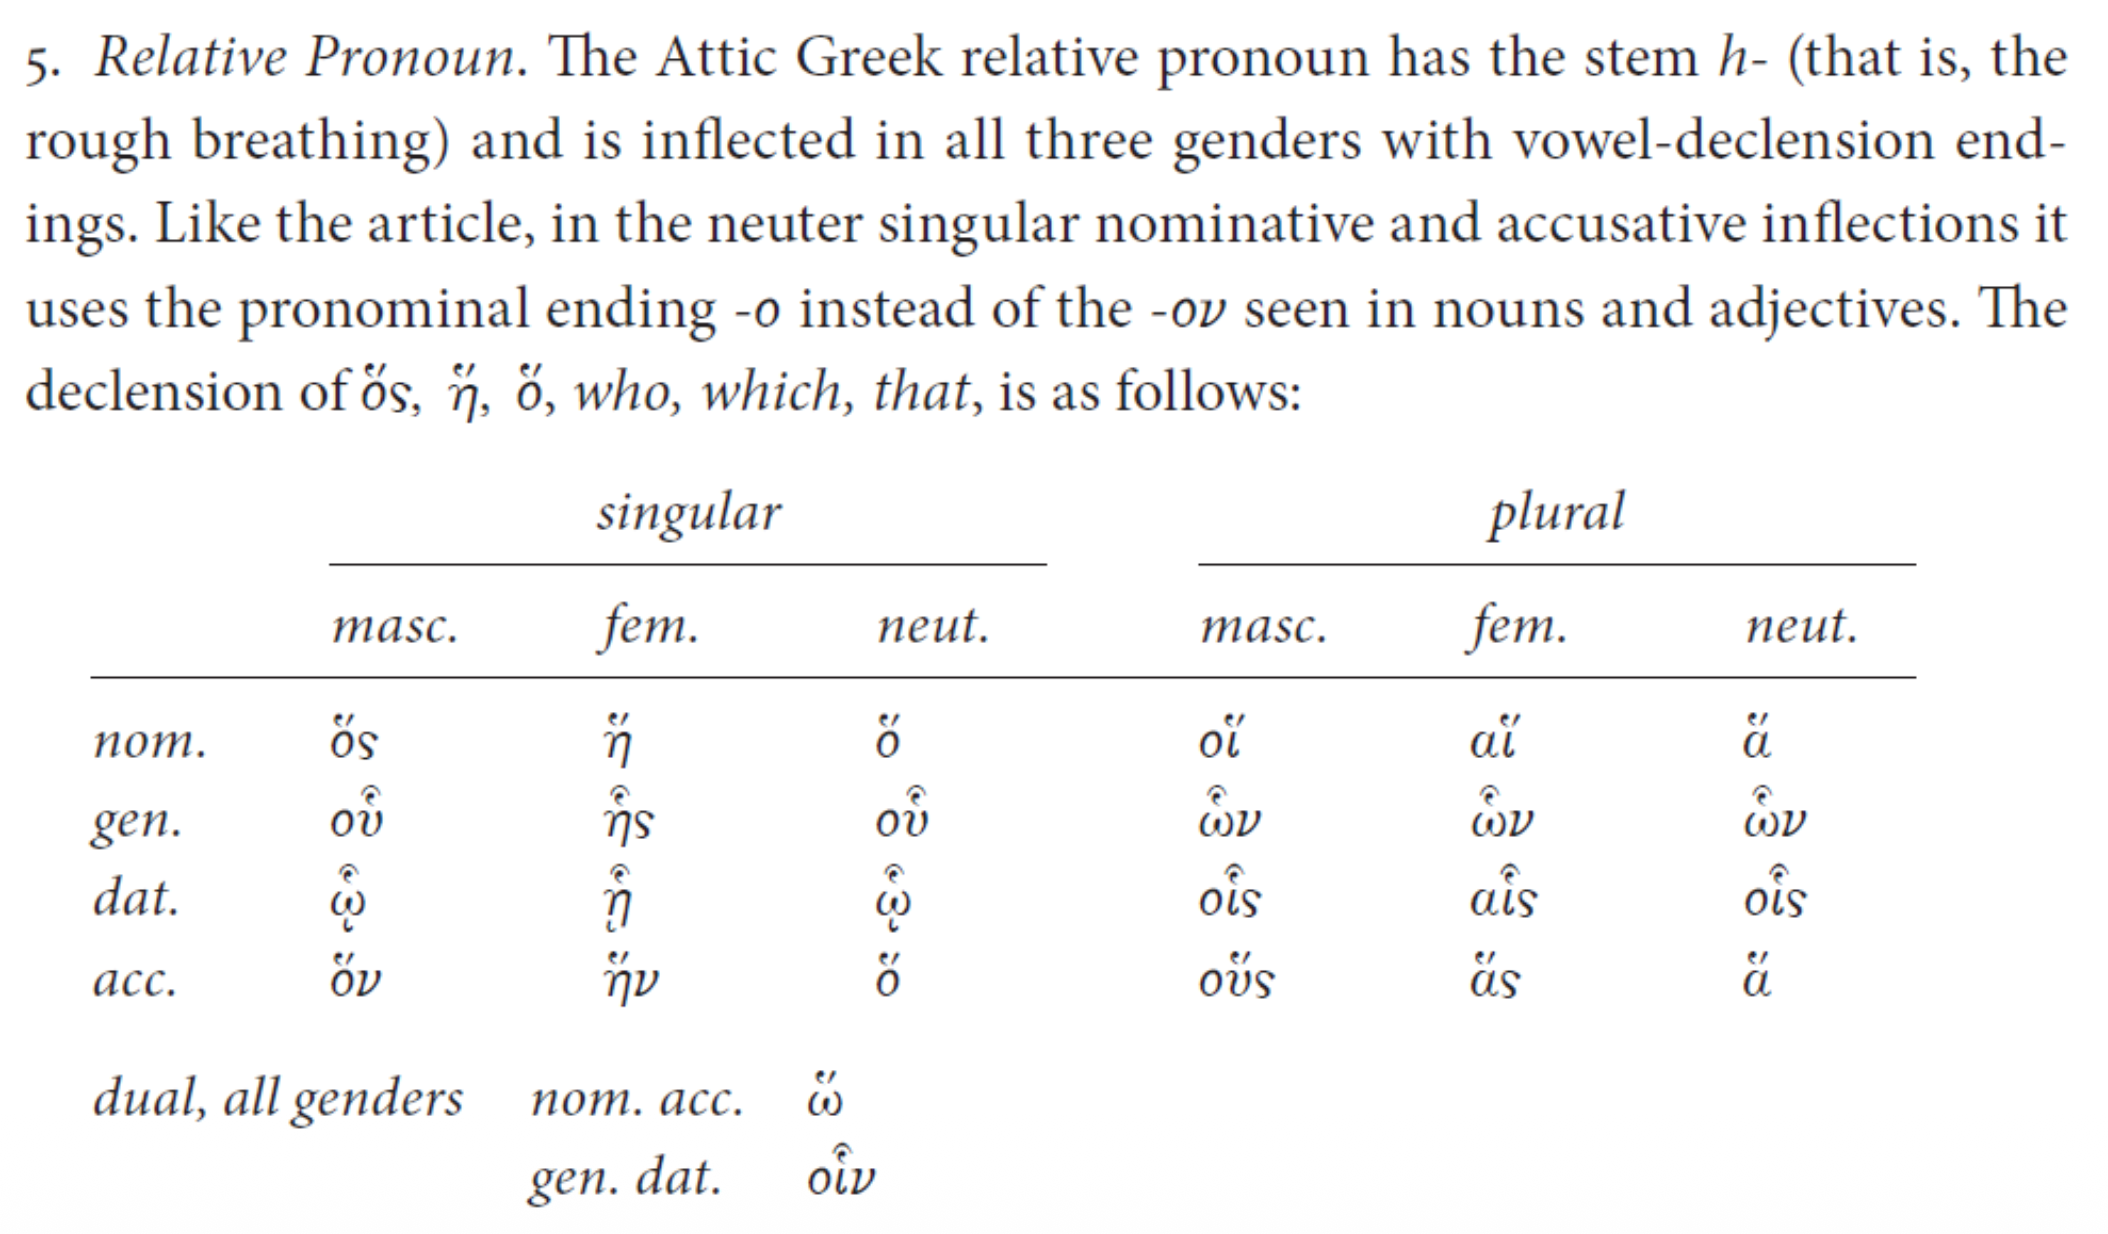 5. Relative Pronoun. The Attic Greek relative pronoun has the stem h- (that is, the
rough breathing) and is inflected in all three genders with vowel-declension end-
ings. Like the article, in the neuter singular nominative and accusative inflections it
uses the pronominal ending -ο instead of the -ον seen in nouns and adjectives. The
declension of ὅς, ἥ, ὅ, who, which, that, is as follows:
singular plural
masc. fem. neut. masc. fem. neut.
nom. ὅς ἥ ὅ οἵ αἵ ἅ
gen. οὗ ἧς οὗ ὧν ὧν ὧν
dat. ᾧ ᾗ ᾧ οἷς αἷς οἷς
acc. ὅν ἥν ὅ οὕς ἅς ἅ
dual, all genders nom. acc. ὥ
gen. dat. οἷν